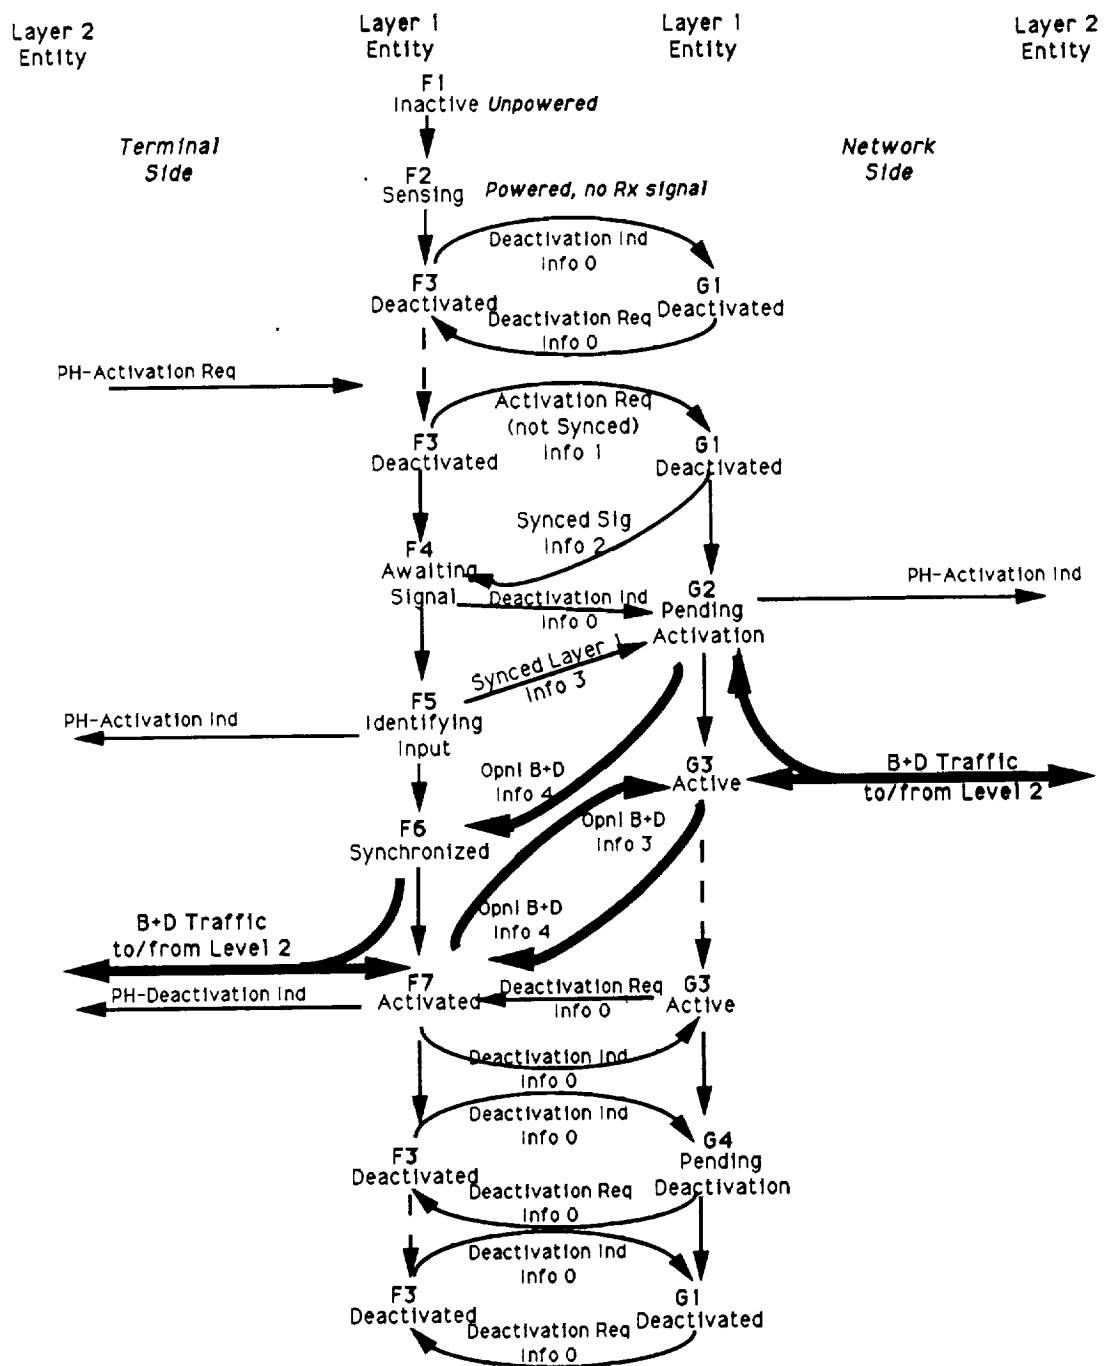 Layer 2
Entity
Layer 1
Entity
Layer 1
Entity
Layer 2
Entity
F1
Inactive Unpowered
Terminal
Side
Network
Side
F2
Sensing
Powered, no Rx signal
Deactivation Ind
Info 0
F3
Deactivated
G1
Deactivated
Deactivation Req
Info 0
PH-Activation Req
Activation Req
(not Synced)
Info 1
F3
Deactivated
G1
Deactivated
Synced Sig
Info 2
F4
Awaiting
Signal
Deactivation Ind
Info 0
G2
Pending
Activation
PH-Activation Ind
Synced Layer 1
Info 3
F5
Identifying
Input
PH-Activation Ind
Opnl B+D
Info 4
G3
Active
B+D Traffic
to/from Level 2
Opnl B+D
Info 3
F6
Synchronized
Opnl B+D
Info 4
B+D Traffic
to/from Level 2
F7
Activated
PH-Deactivation Ind
Deactivation Req
Info 0
G3
Active
Deactivation Ind
Info 0
Deactivation Ind
Info 0
F3
Deactivated
G4
Pending
Deactivation
Deactivation Req
Info 0
Deactivation Ind
Info 0
F3
Deactivated
G1
Deactivated
Deactivation Req
Info 0